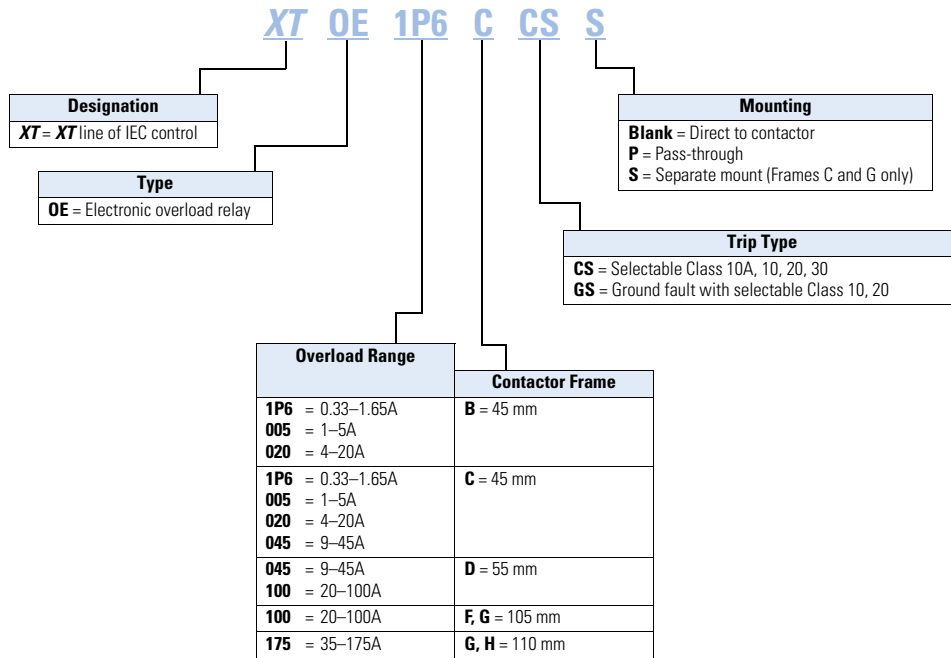 XT OE 1P6 C CS S
Designation
XT = XT line of IEC control
Type
OE = Electronic overload relay
Mounting
Blank = Direct to contactor
P = Pass-through
S = Separate mount (Frames C and G only)
Trip Type
CS = Selectable Class 10A, 10, 20, 30
GS = Ground fault with selectable Class 10, 20
Overload Range
Contactor Frame
1P6 = 0.33–1.65A B = 45 mm
005 = 1–5A
020 = 4–20A
1P6 = 0.33–1.65A C = 45 mm
005 = 1–5A
020 = 4–20A
045 = 9–45A
045 = 9–45A D = 55 mm
100 = 20–100A
100 = 20–100A F, G = 105 mm
175 = 35–175A G, H = 110 mm